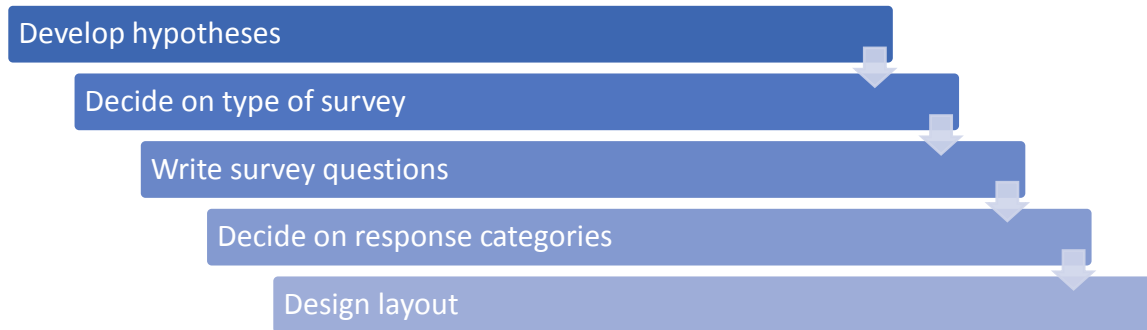 Develop hypotheses
Decide on type of survey
Write survey questions
Decide on response categories
Design layout